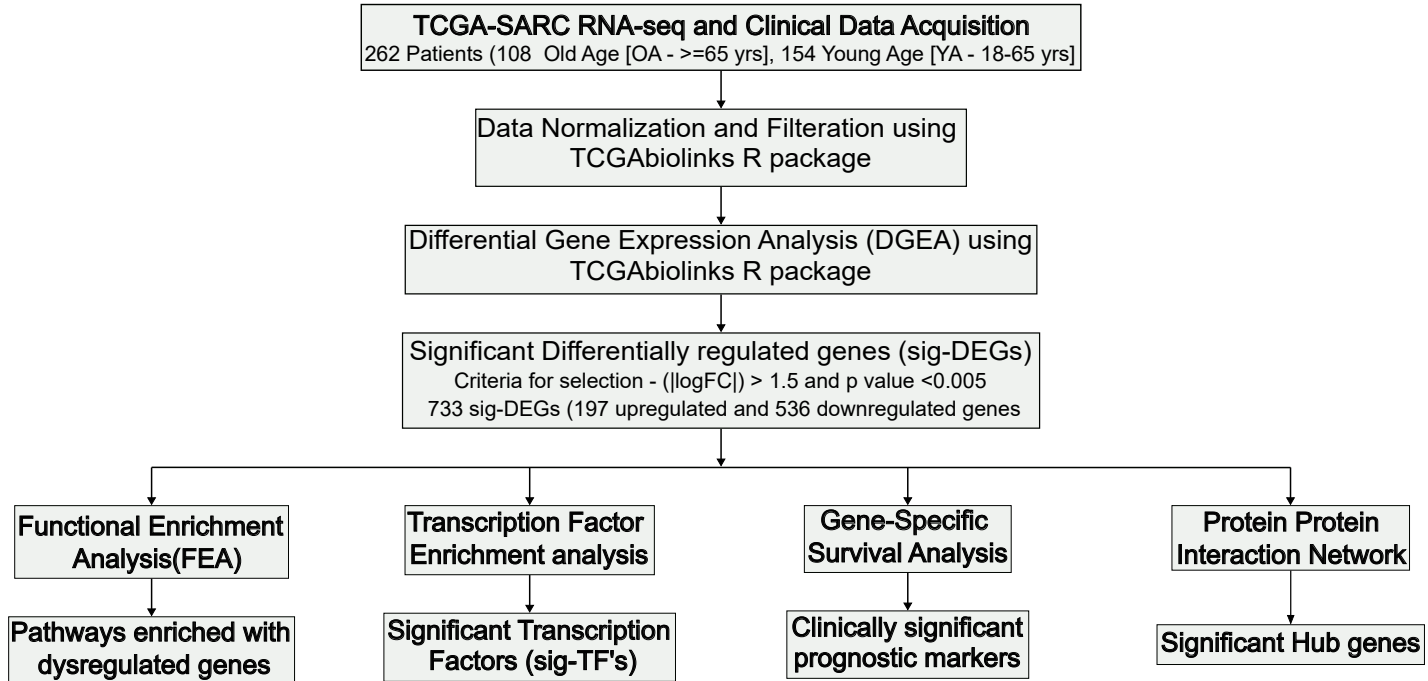 TCGA-SARC RNA-seq and Clinical Data Acquisition
262 Patients (108 Old Age [OA - >=65 yrs], 154 Young Age [YA - 18-65 yrs]
Data Normalization and Filteration using
TCGAbiolinks R package
Differential Gene Expression Analysis (DGEA) using
TCGAbiolinks R package
Significant Differentially regulated genes (sig-DEGs)
Criteria for selection - (|logFC|) > 1.5 and p value <0.005
733 sig-DEGs (197 upregulated and 536 downregulated genes
Functional Enrichment
Analysis(FEA)
Transcription Factor
Enrichment analysis
Gene-Specific
Survival Analysis
Protein Protein
Interaction Network
Pathways enriched with
dysregulated genes
Significant Transcription
Factors (sig-TF's)
Clinically significant
prognostic markers
Significant Hub genes